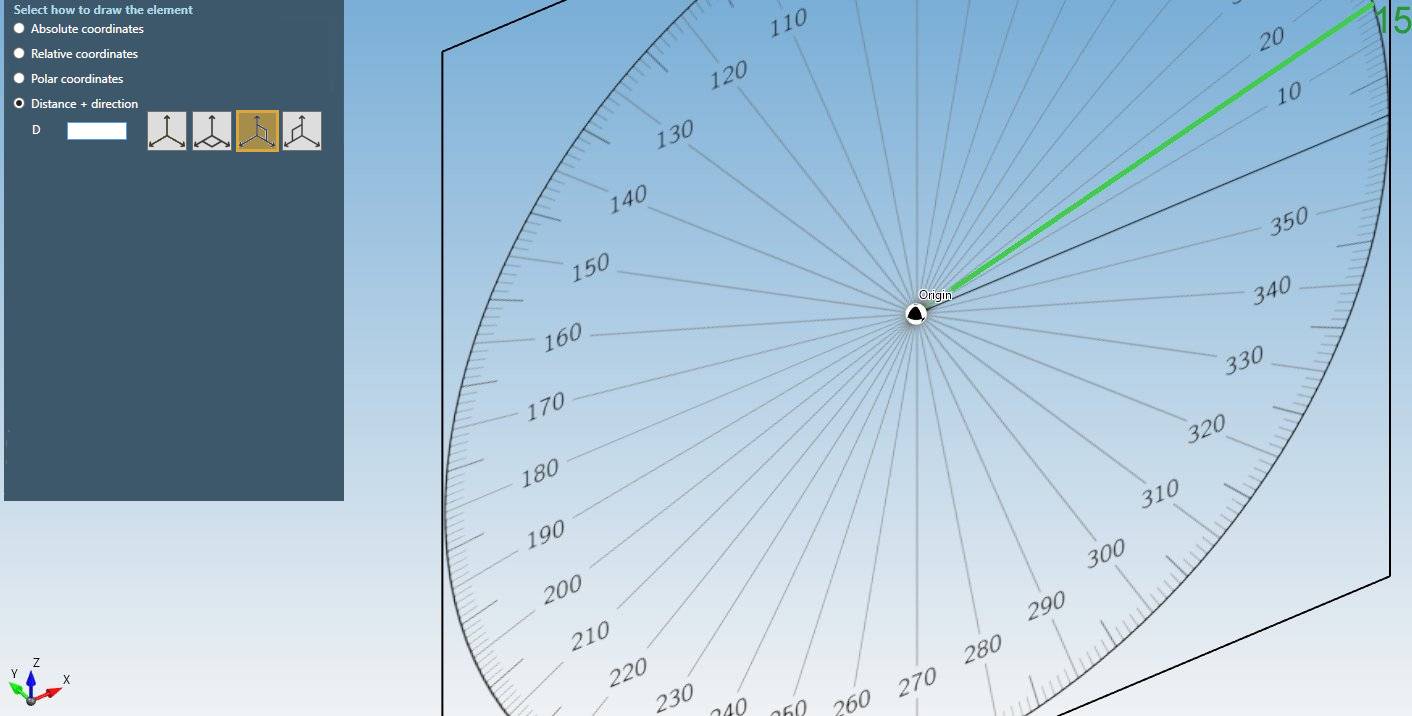 Select how to draw the element
Absolute coordinates
Relative coordinates
Polar coordinates
Distance + direction
D
110
120
130
140
150
160
170
180
190
200
210
220
230
240
250
260
270
280
290
300
310
320
330
340
350
10
20
15
Origin
Z
Y
X